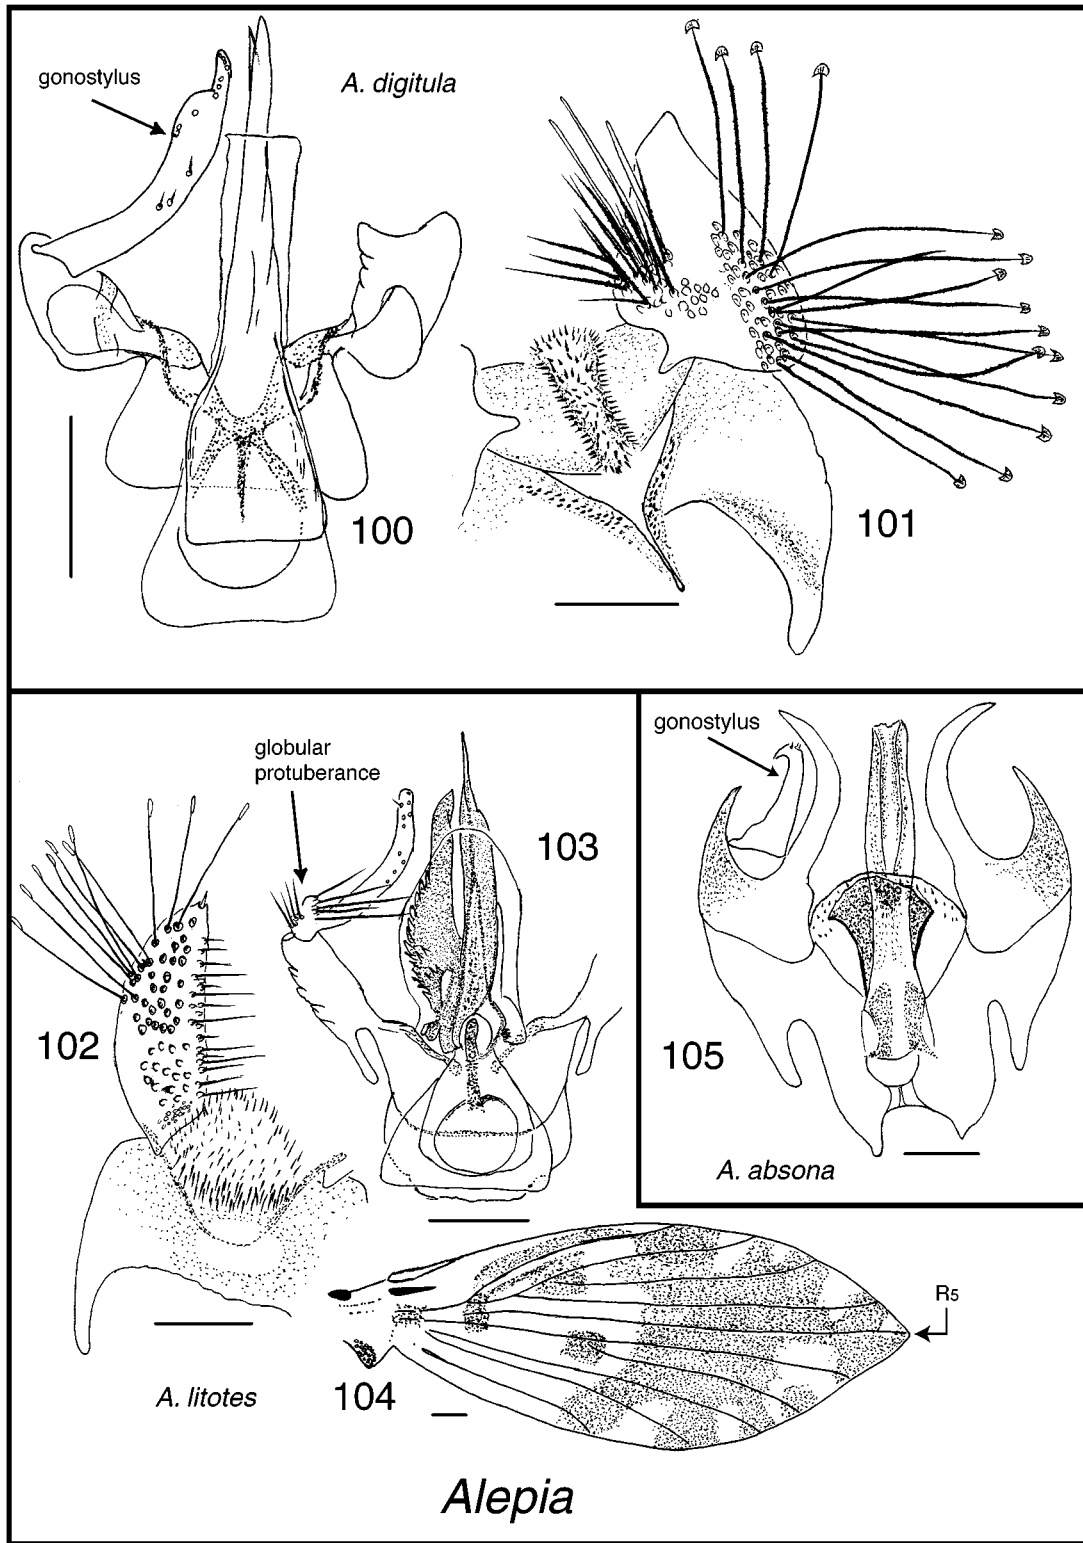 gonostylus
A. digitula
100
101
globular
protuberance
103
102
gonostylus
105
A. absona
A. litotes
104
R5
Alepia